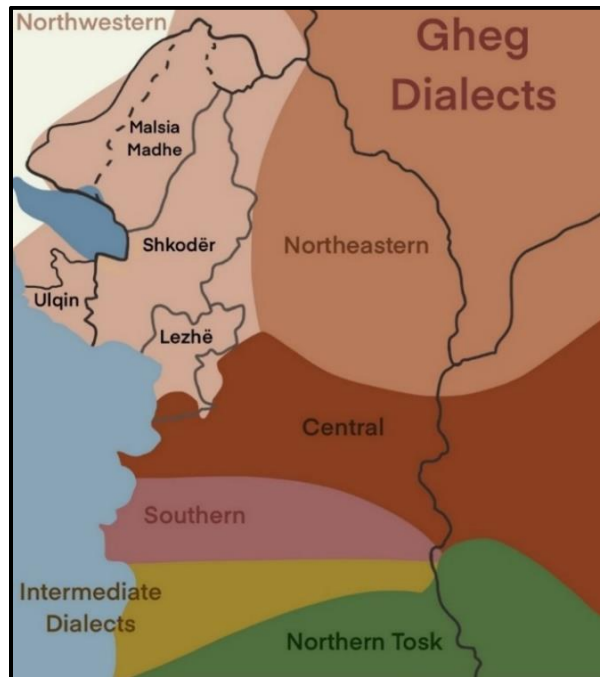 Northwestern
Gheg
Dialects
Malsia
Madhe
Shkodër
Northeastern
Ulqin
Lezhë
Central
Southern
Intermediate
Dialects
Northern Tosk